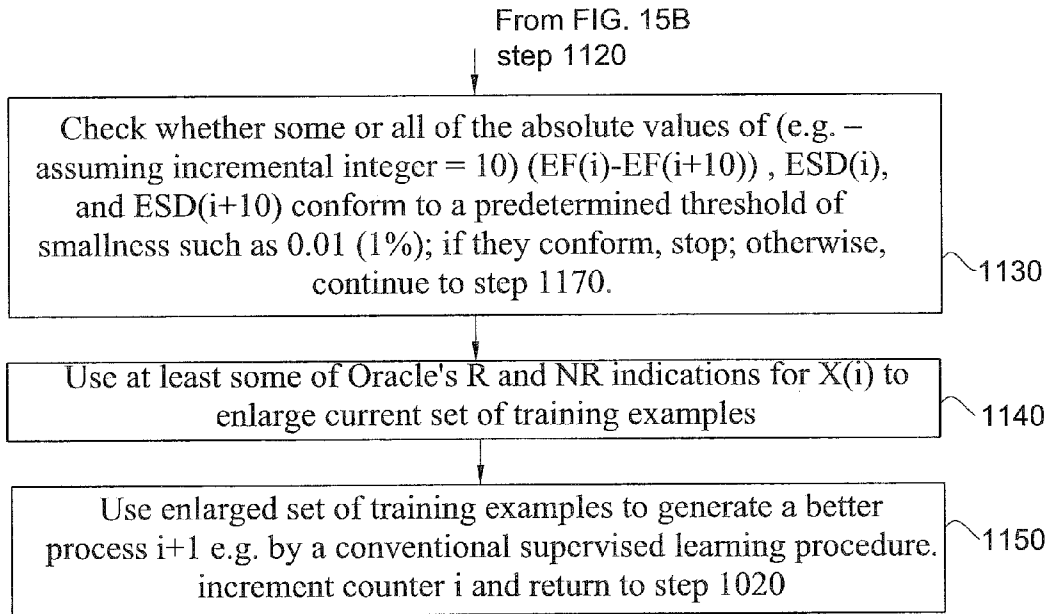 From FIG. 15B
step 1120
Check whether some or all of the absolute values of (e.g. –
assuming incremental integer = 10) (EF(i)-EF(i+10)) , ESD(i),
and ESD(i+10) conform to a predetermined threshold of
smallness such as 0.01 (1%); if they conform, stop; otherwise,
continue to step 1170.
1130
Use at least some of Oracle's R and NR indications for X(i) to
enlarge current set of training examples
1140
Use enlarged set of training examples to generate a better
process i+1 e.g. by a conventional supervised learning procedure.
increment counter i and return to step 1020
1150